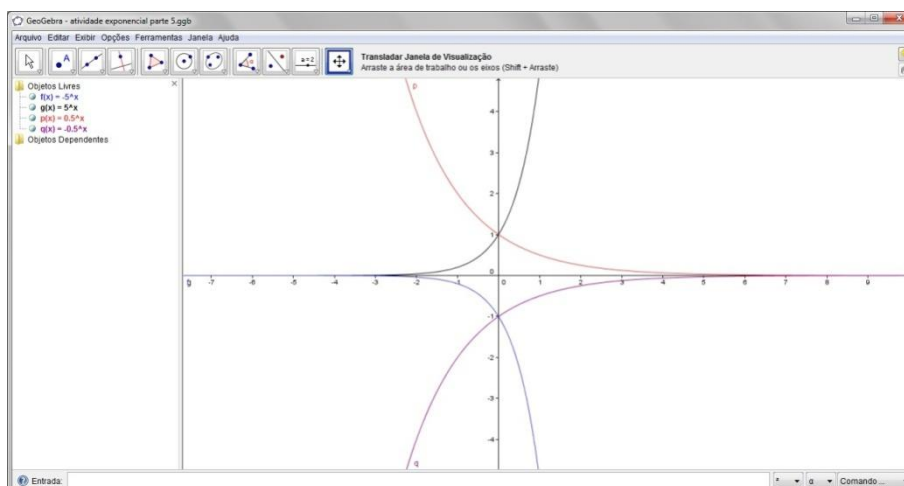 GeoGebra - atividade exponencial parte 5.ggb
Arquivo Editar Exibir Opções Ferramentas Janela Ajuda
A
a=2
Transladar Janela de Visualização
Arraste a área de trabalho ou os eixos (Shift + Arraste)
Objetos Livres
f(x) = -5^x
g(x) = 5^x
p(x) = 0.5^x
q(x) = -0.5^x
Objetos Dependentes
p
4
3
2
1
0
-7 -6 -5 -4 -3 -2 -1 0 1 2 3 4 5 6 7 8 9
-1
-2
-3
-4
q
Entrada:
α
Comando ...